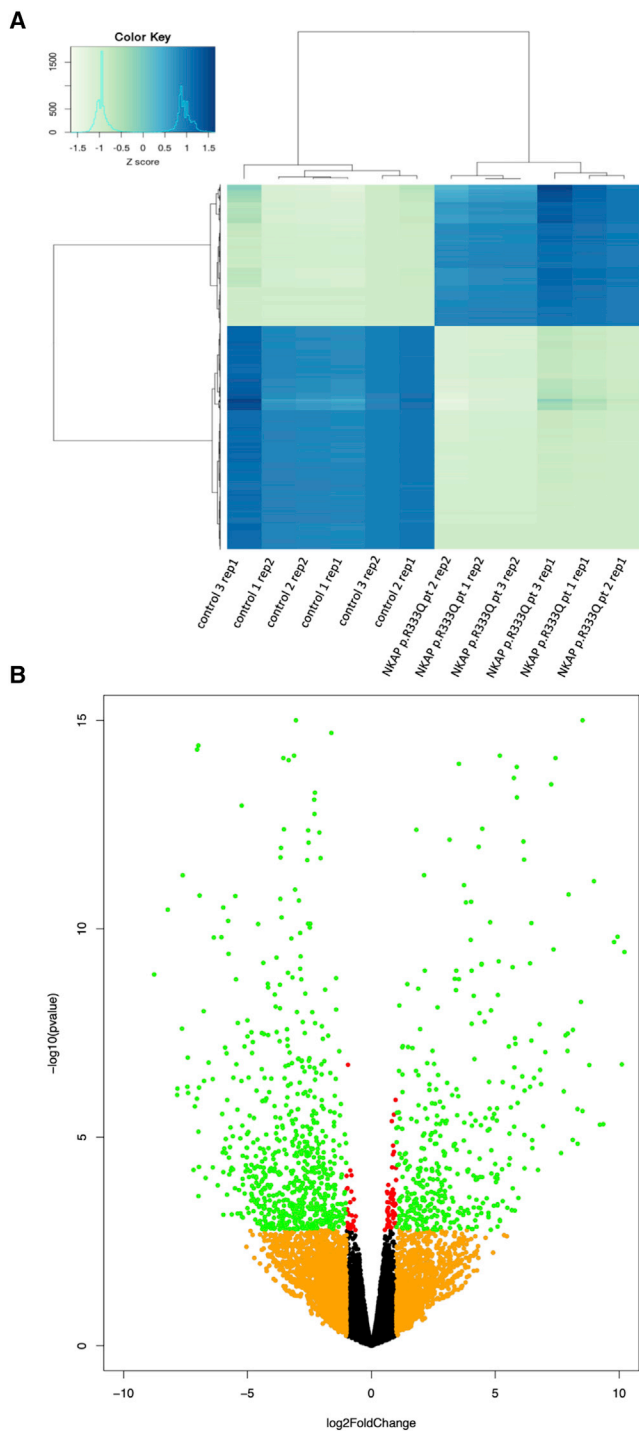 A
Color Key
0 500 1500
-1.5 -1 0 0.5 1 1.5
Z score
control 3 rep1
control 1 rep2
control 2 rep2
control 1 rep1
control 3 rep2
control 2 rep1
NKAP p.R333Q pt 2 rep2
NKAP p.R333Q pt 1 rep2
NKAP p.R333Q pt 3 rep2
NKAP p.R333Q pt 3 rep1
NKAP p.R333Q pt 1 rep1
NKAP p.R333Q pt 2 rep1
B
15
10
5
0
−log10(pvalue)
−10 −5 0 5 10
log2FoldChange